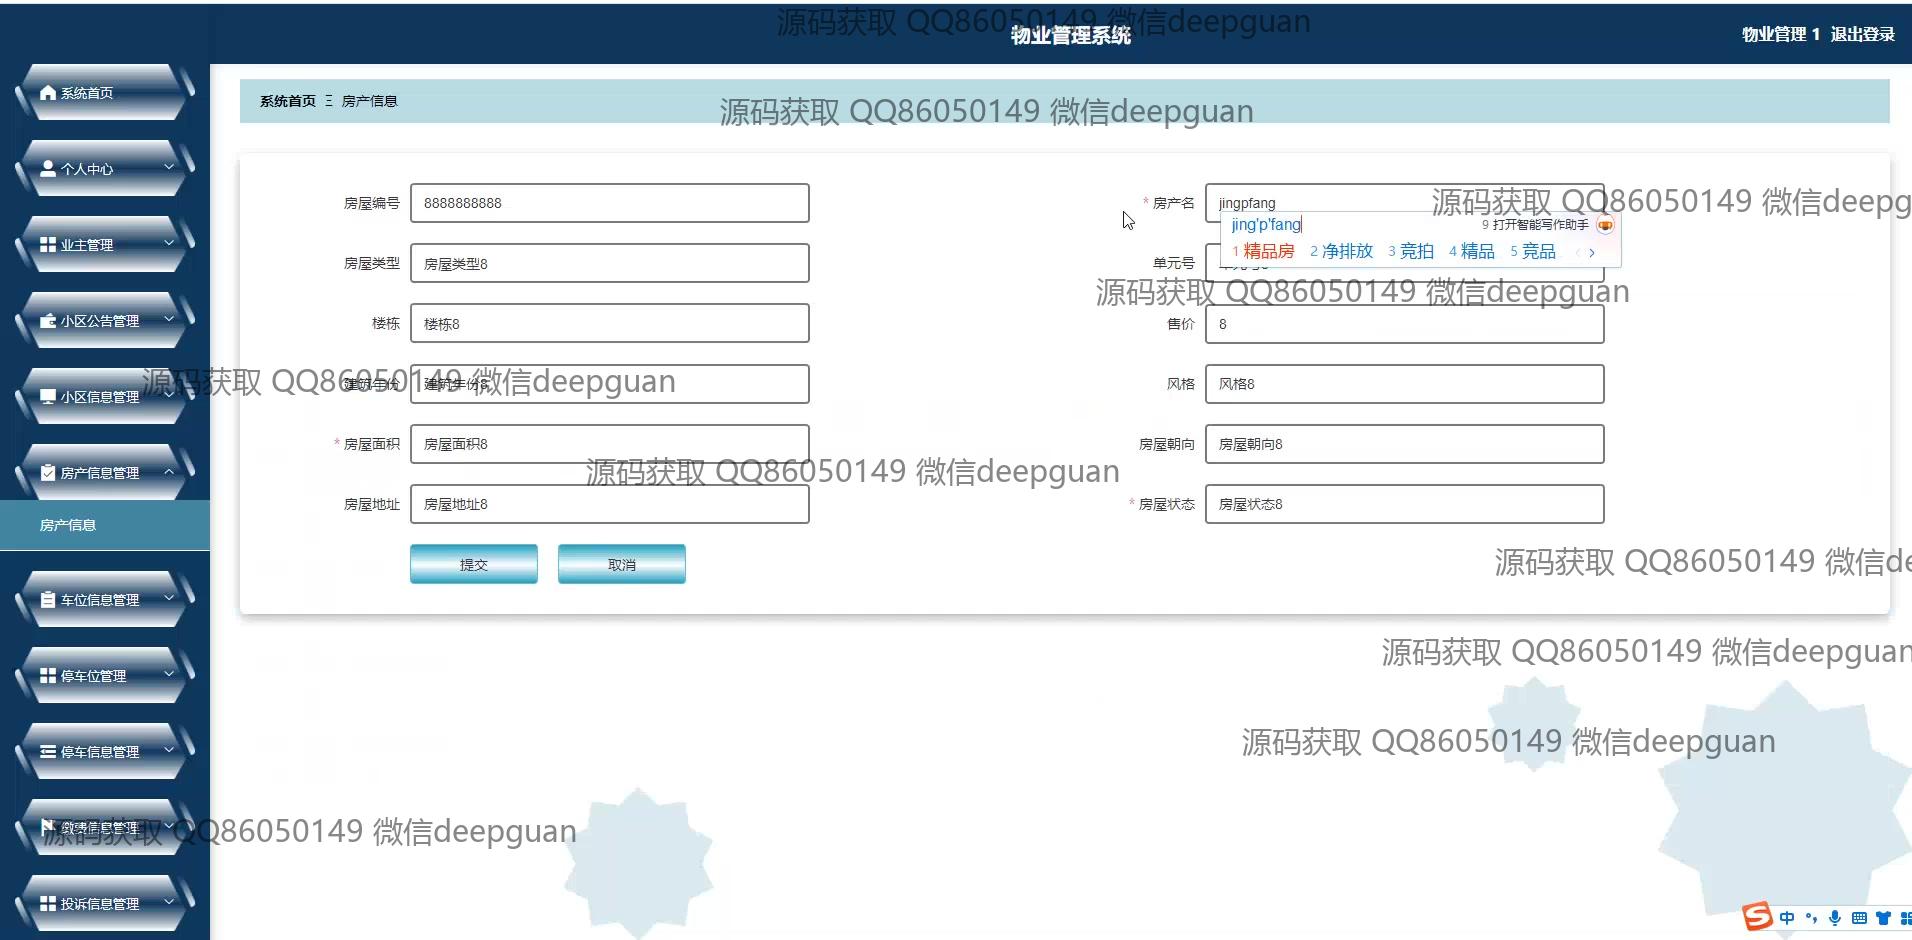 源码获取 QQ86050149 微信deepguan
物业管理系统
物业管理 1 退出登录
系统首页
个人中心
业主管理
小区公告管理
小区信息管理
房产信息管理
房产信息
车位信息管理
停车位管理
停车信息管理
缴费信息管理
投诉信息管理
系统首页 Ξ 房产信息
源码获取 QQ86050149 微信deepguan
房屋编号 8888888888
* 房产名 jingpfang
源码获取 QQ86050149 微信deepg
jing'p'fang 9 打开智能写作助手
1 精品房 2 净排放 3 竞拍 4 精品 5 竞品
房屋类型 房屋类型8
单元号
源码获取 QQ86050149 微信deepguan
楼栋 楼栋8
售价 8
建筑年份 建筑年份8
源码获取 QQ86050149 微信deepguan
风格 风格8
* 房屋面积 房屋面积8
房屋朝向 房屋朝向8
源码获取 QQ86050149 微信deepguan
房屋地址 房屋地址8
* 房屋状态 房屋状态8
提交 取消
源码获取 QQ86050149 微信de
源码获取 QQ86050149 微信deepguan
源码获取 QQ86050149 微信deepguan
源码获取 QQ86050149 微信deepguan
中